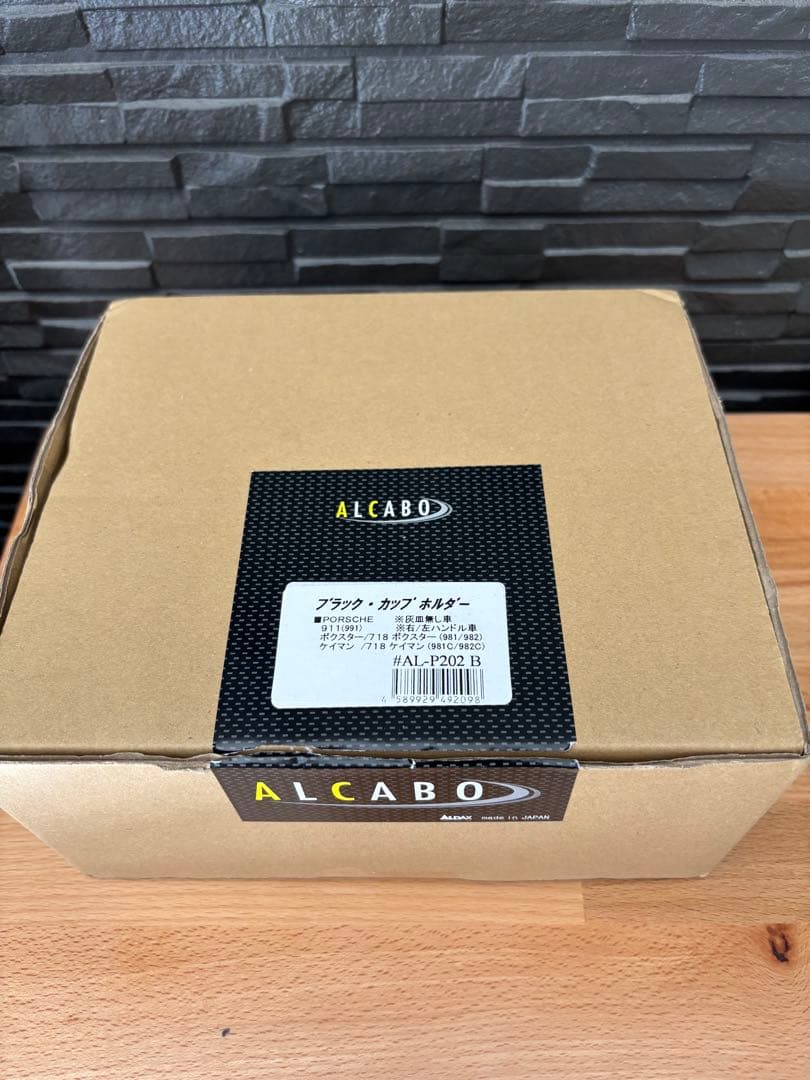 ALCABO
ブラック・カップホルダー
■PORSCHE ※灰皿無し車
911(991) ※右/左ハンドル車
ボクスター/718 ボクスター(981/982)
ケイマン /718 ケイマン(981C/982C)
#AL-P202 B
4 589929 492098
ALCABO
ALDAX made in JAPAN